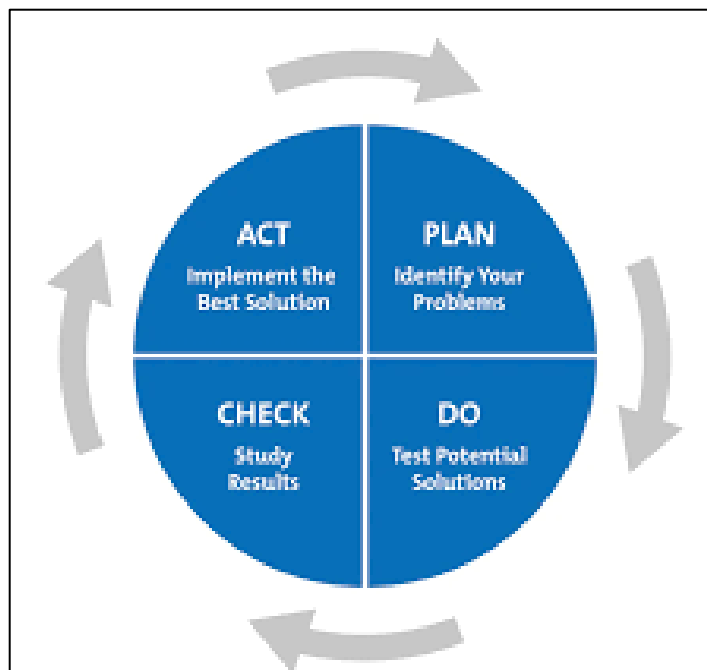 ACT
Implement the
Best Solution
PLAN
Identify Your
Problems
CHECK
Study
Results
DO
Test Potential
Solutions